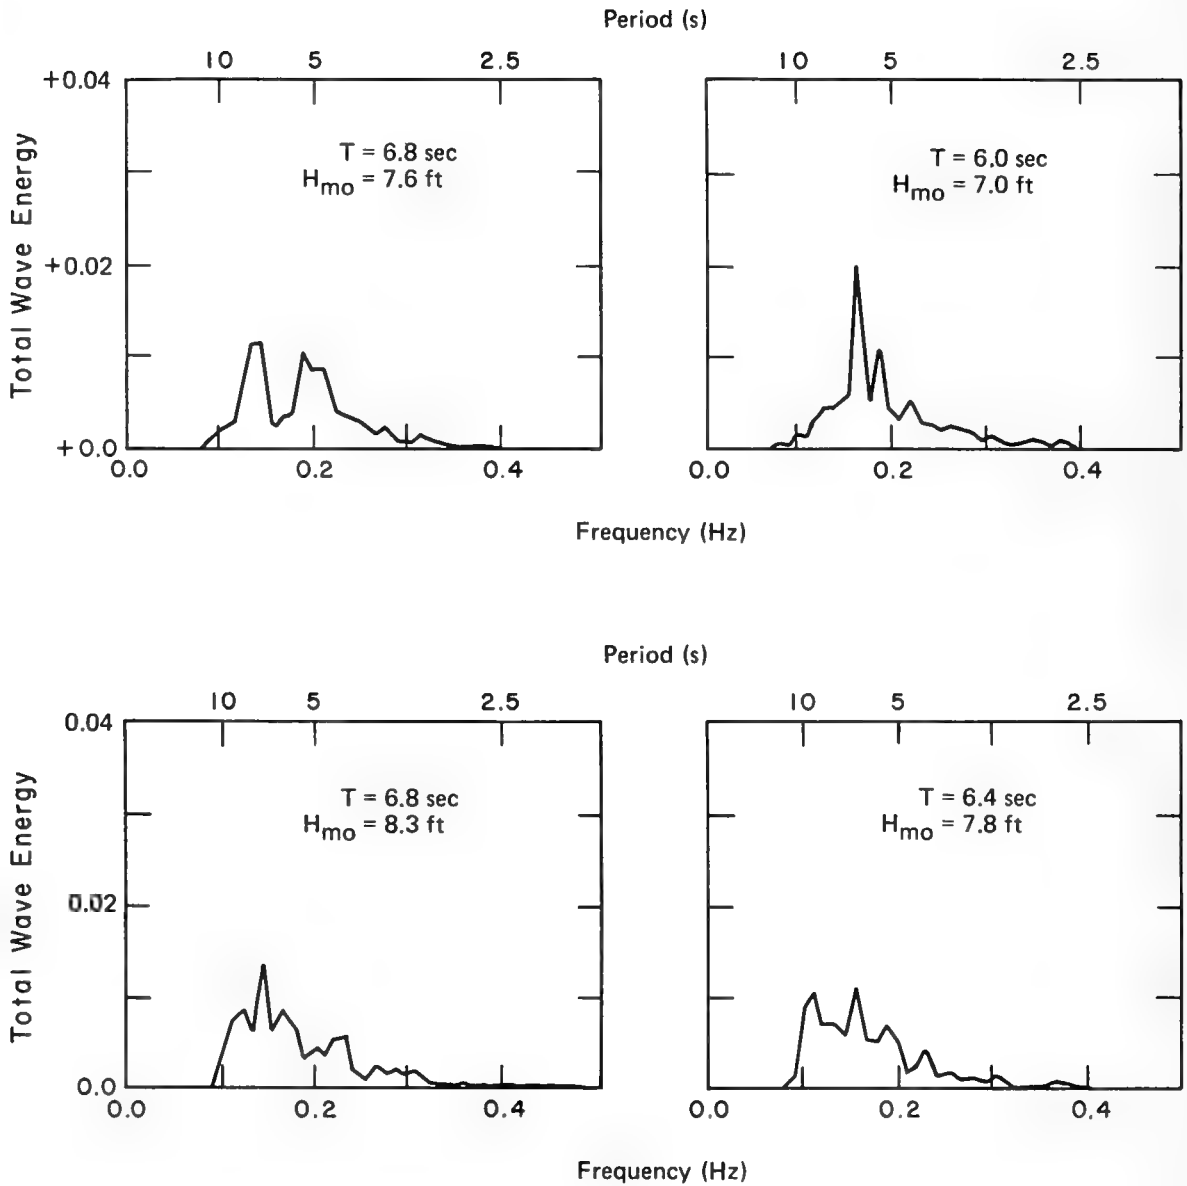 Period (s)
10 5 2.5
10 5 2.5
+0.04
T = 6.8 sec
Hmo = 7.6 ft
T = 6.0 sec
Hmo = 7.0 ft
Total Wave Energy
+0.02
+0.0
0.0 0.2 0.4
0.0 0.2 0.4
Frequency (Hz)
Period (s)
10 5 2.5
10 5 2.5
0.04
T = 6.8 sec
Hmo = 8.3 ft
T = 6.4 sec
Hmo = 7.8 ft
Total Wave Energy
0.02
0.0
0.0 0.2 0.4
0.0 0.2 0.4
Frequency (Hz)